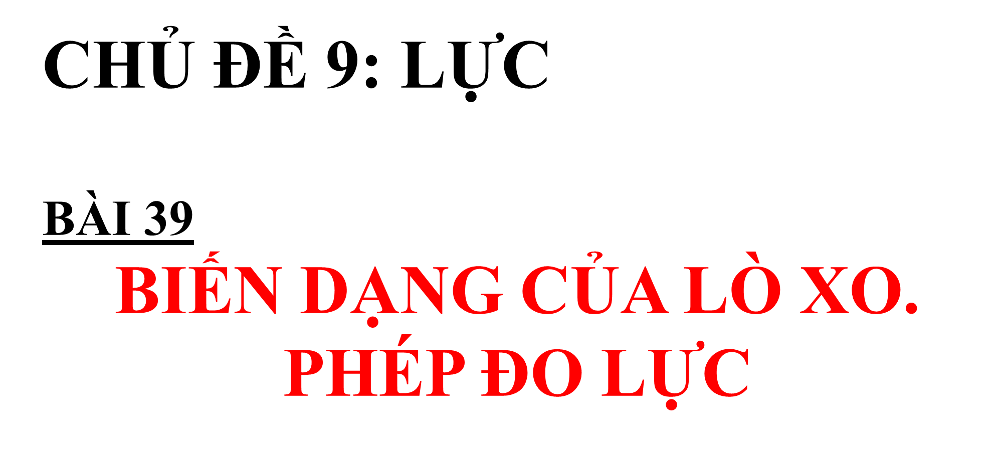 CHỦ ĐỀ 9: LỰC
BÀI 39
BIẾN DẠNG CỦA LÒ XO.
PHÉP ĐO LỰC